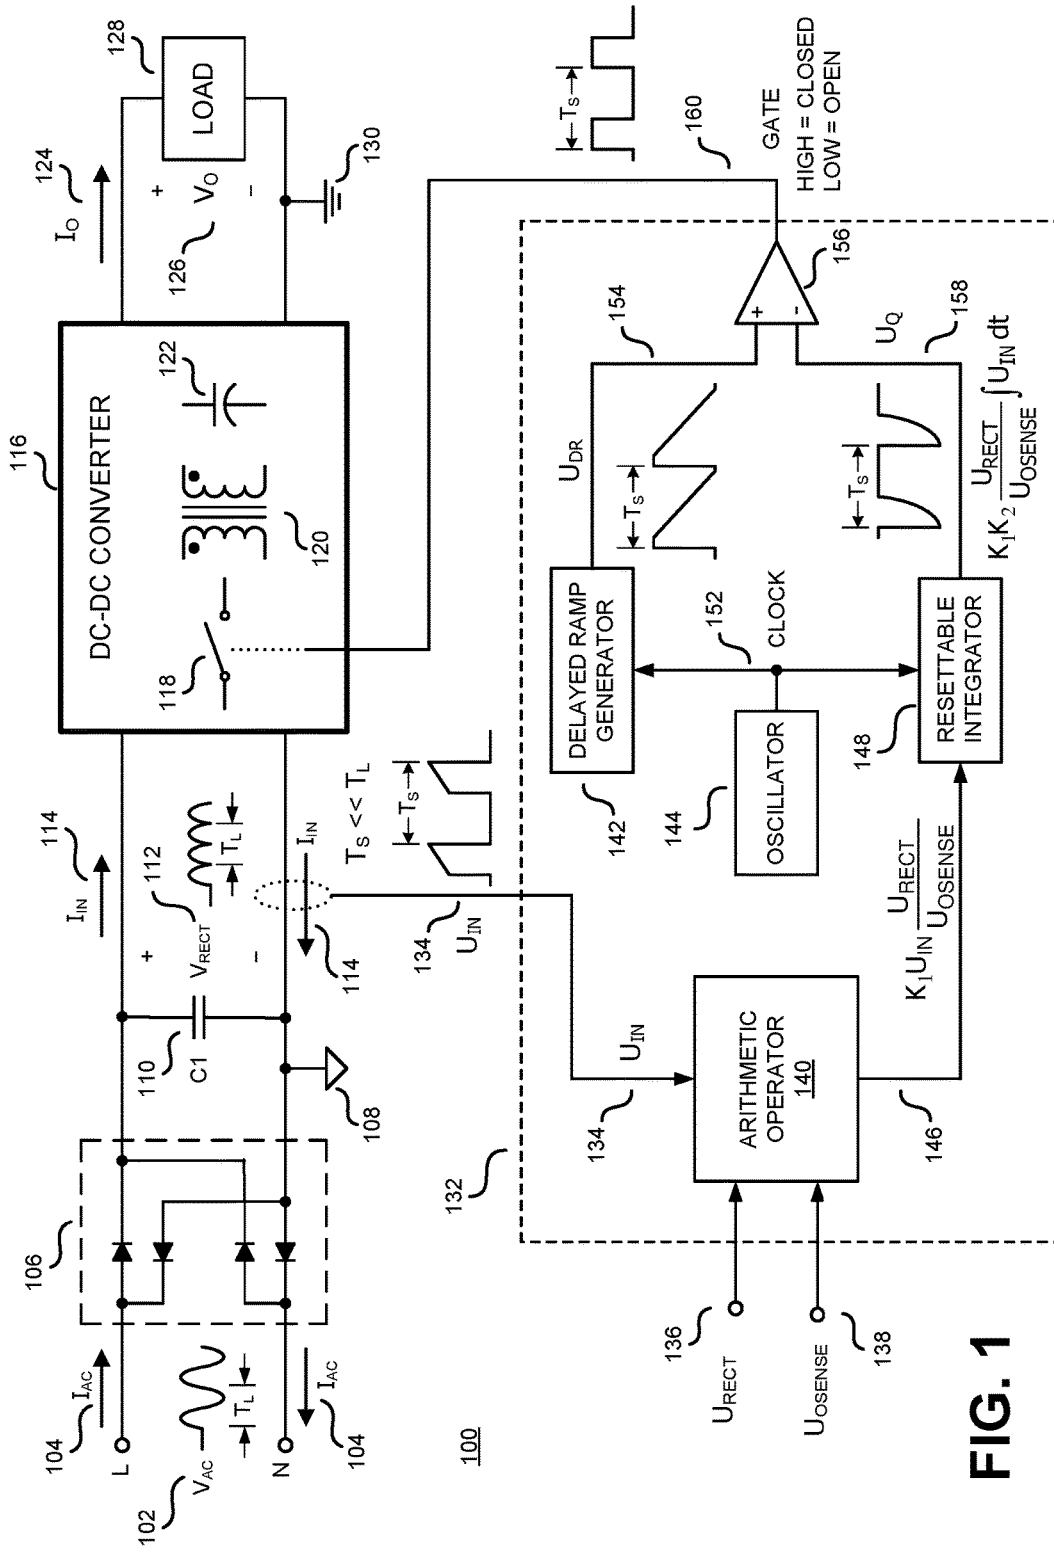 102
V_AC
104
I_AC
L
T_L
N
I_AC
104
106
108
110
C1
+
V_RECT
112
−
I_IN
114
T_L
I_IN
114
116
DC-DC CONVERTER
118
120
122
I_O
124
+
V_O
126
−
128
LOAD
130
T_S << T_L
T_S
134
U_IN
100
132
136
U_RECT
138
U_OSENSE
134
U_IN
ARITHMETIC
OPERATOR
140
146
K_1U_IN U_RECT/U_OSENSE
142
DELAYED RAMP
GENERATOR
144
OSCILLATOR
152
CLOCK
148
RESETTABLE
INTEGRATOR
U_DR
154
T_S
T_S
U_Q
158
K_1K_2 U_RECT/U_OSENSE ∫U_IN dt
+
−
156
160
T_S
GATE
HIGH = CLOSED
LOW = OPEN
FIG. 1